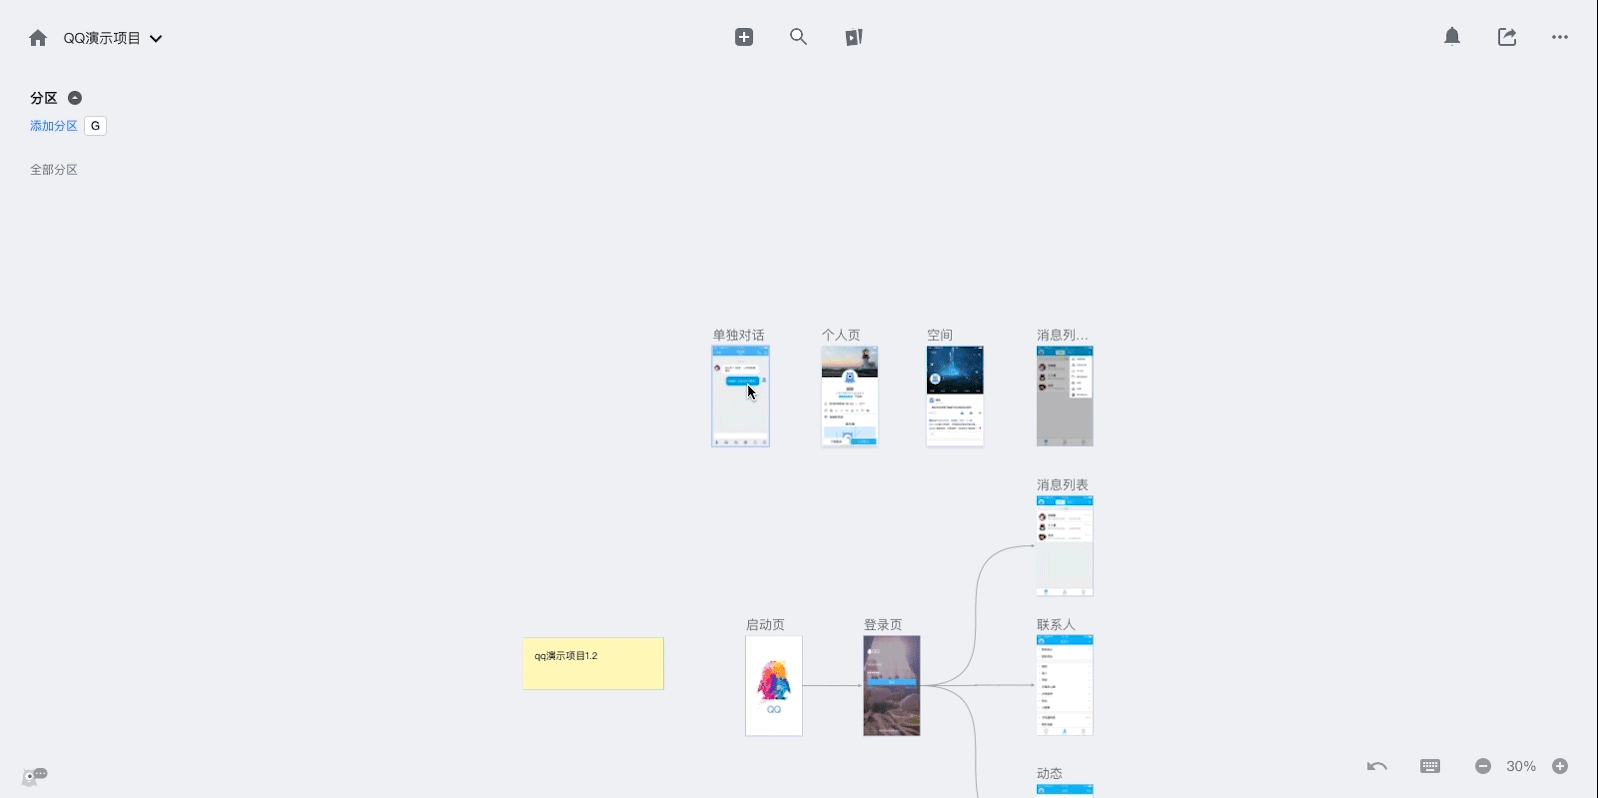 QQ演示项目
分区
添加分区 G
全部分区
单独对话
个人页
空间
消息列...
消息列表
启动页
登录页
联系人
qq演示项目1.2
QQ
动态
30%